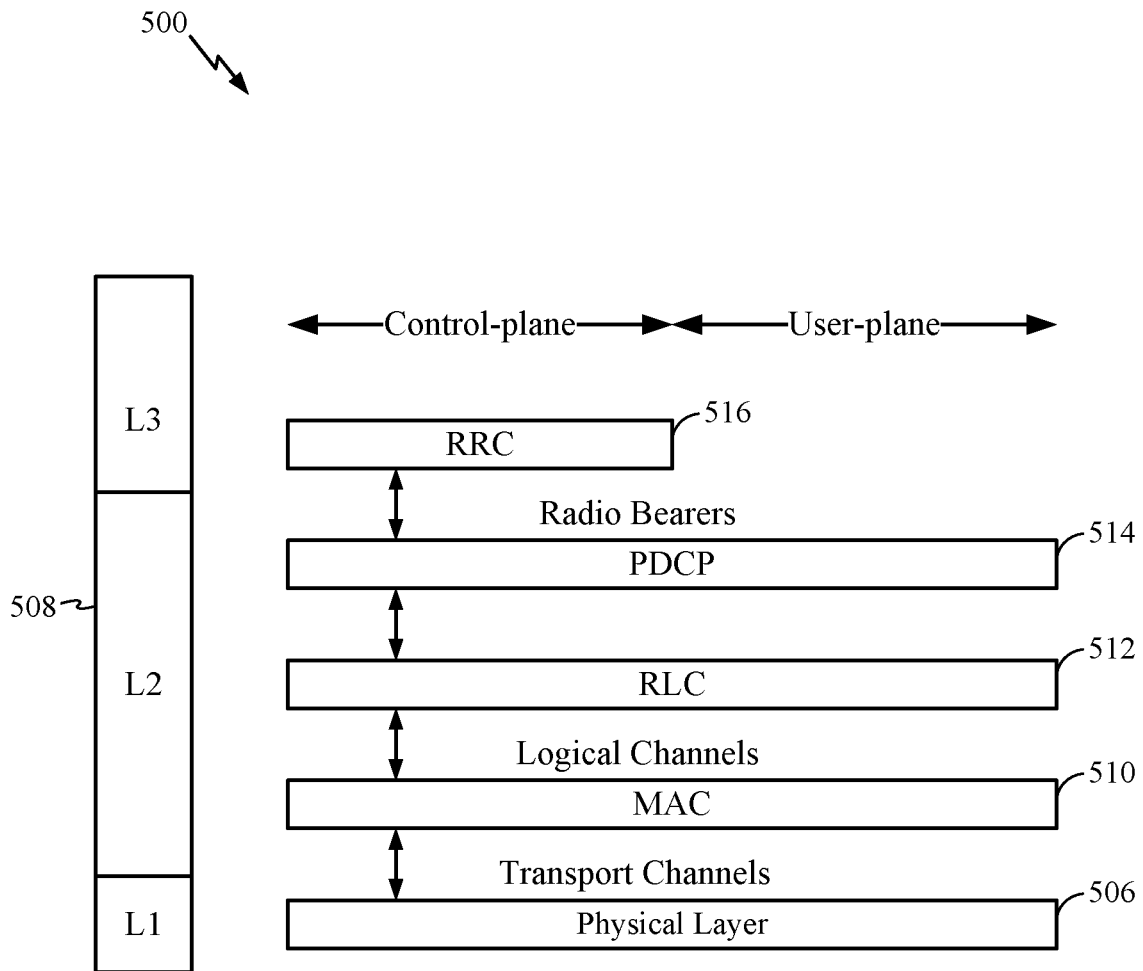 500
Control-plane User-plane
L3
516
RRC
Radio Bearers
514
PDCP
508
512
L2
RLC
Logical Channels
510
MAC
Transport Channels
506
L1
Physical Layer